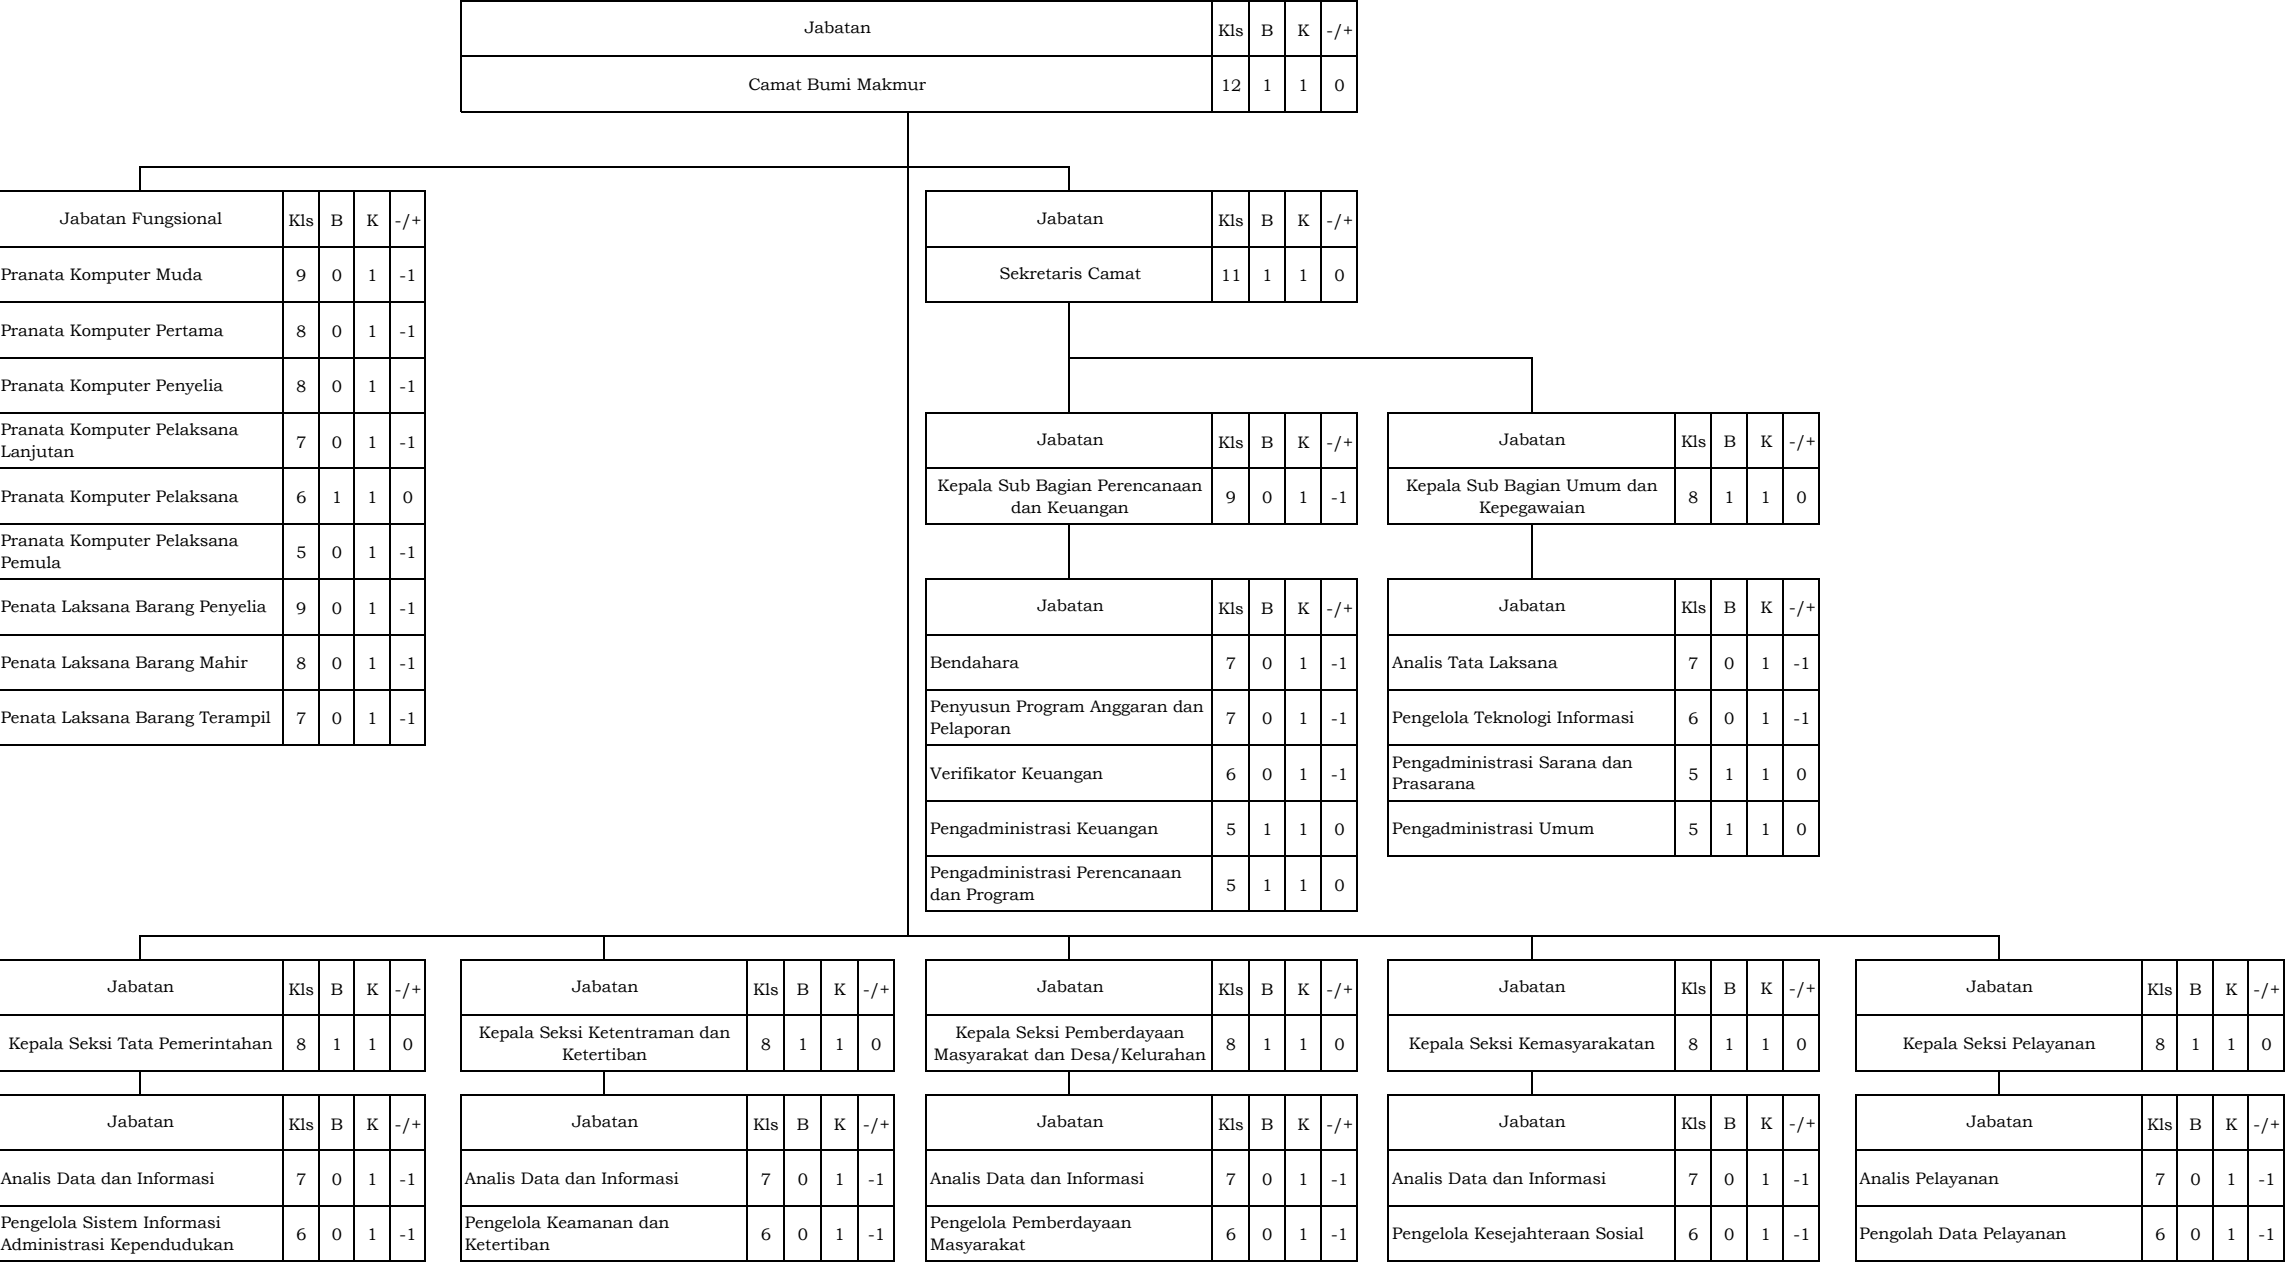 Jabatan Kls B K -/+
Camat Bumi Makmur 12 1 1 0
Jabatan Fungsional Kls B K -/+
Pranata Komputer Muda 9 0 1 -1
Pranata Komputer Pertama 8 0 1 -1
Pranata Komputer Penyelia 8 0 1 -1
Pranata Komputer Pelaksana
Lanjutan 7 0 1 -1
Pranata Komputer Pelaksana 6 1 1 0
Pranata Komputer Pelaksana
Pemula 5 0 1 -1
Penata Laksana Barang Penyelia 9 0 1 -1
Penata Laksana Barang Mahir 8 0 1 -1
Penata Laksana Barang Terampil 7 0 1 -1
Jabatan Kls B K -/+
Sekretaris Camat 11 1 1 0
Jabatan Kls B K -/+
Kepala Sub Bagian Perencanaan
dan Keuangan 9 0 1 -1
Jabatan Kls B K -/+
Bendahara 7 0 1 -1
Penyusun Program Anggaran dan
Pelaporan 7 0 1 -1
Verifikator Keuangan 6 0 1 -1
Pengadministrasi Keuangan 5 1 1 0
Pengadministrasi Perencanaan
dan Program 5 1 1 0
Jabatan Kls B K -/+
Kepala Sub Bagian Umum dan
Kepegawaian 8 1 1 0
Jabatan Kls B K -/+
Analis Tata Laksana 7 0 1 -1
Pengelola Teknologi Informasi 6 0 1 -1
Pengadministrasi Sarana dan
Prasarana 5 1 1 0
Pengadministrasi Umum 5 1 1 0
Jabatan Kls B K -/+
Kepala Seksi Tata Pemerintahan 8 1 1 0
Jabatan Kls B K -/+
Analis Data dan Informasi 7 0 1 -1
Pengelola Sistem Informasi
Administrasi Kependudukan 6 0 1 -1
Jabatan Kls B K -/+
Kepala Seksi Ketentraman dan
Ketertiban 8 1 1 0
Jabatan Kls B K -/+
Analis Data dan Informasi 7 0 1 -1
Pengelola Keamanan dan
Ketertiban 6 0 1 -1
Jabatan Kls B K -/+
Kepala Seksi Pemberdayaan
Masyarakat dan Desa/Kelurahan 8 1 1 0
Jabatan Kls B K -/+
Analis Data dan Informasi 7 0 1 -1
Pengelola Pemberdayaan
Masyarakat 6 0 1 -1
Jabatan Kls B K -/+
Kepala Seksi Kemasyarakatan 8 1 1 0
Jabatan Kls B K -/+
Analis Data dan Informasi 7 0 1 -1
Pengelola Kesejahteraan Sosial 6 0 1 -1
Jabatan Kls B K -/+
Kepala Seksi Pelayanan 8 1 1 0
Jabatan Kls B K -/+
Analis Pelayanan 7 0 1 -1
Pengolah Data Pelayanan 6 0 1 -1